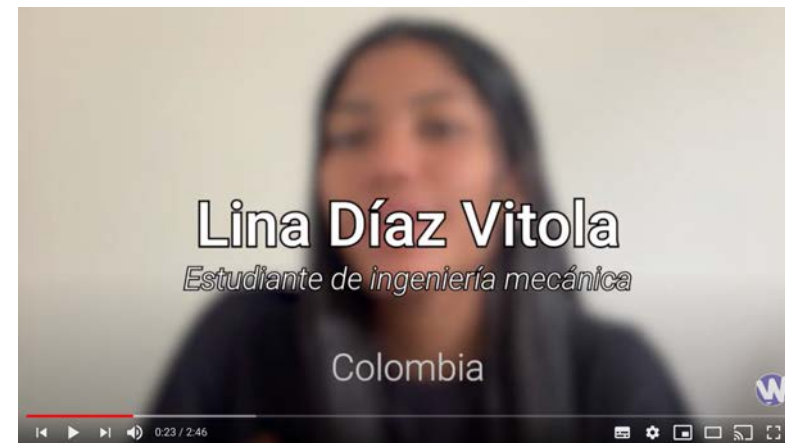 Lina Díaz Vitola
Estudiante de ingeniería mecánica
Colombia
W
0:23 / 2:46